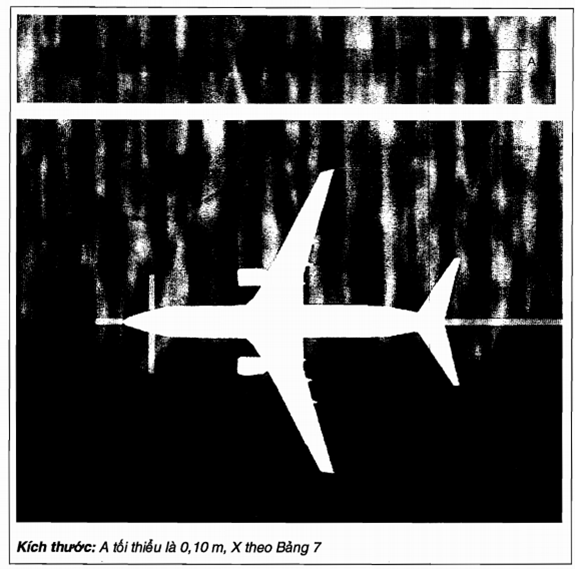 A
Kích thước: A tối thiểu là 0,10 m, X theo Bảng 7